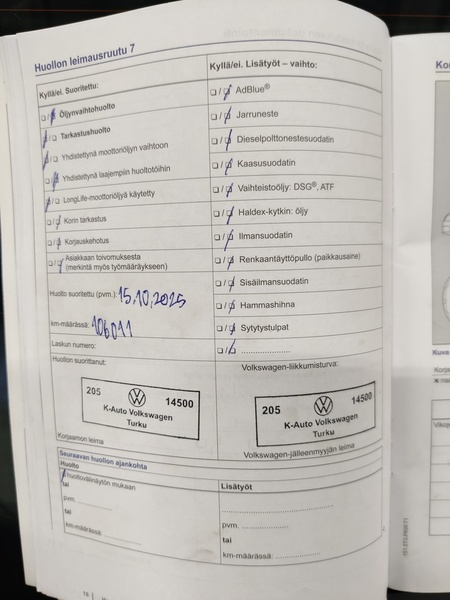 Huollon leimausruutu 7
Kyllä/ei. Suoritettu:
Öljynvaihtohuolto
Tarkastushuolto
Yhdistettynä moottoriöljyn vaihtoon
Yhdistettynä laajempiin huoltotöihin
LongLife-moottoriöljyä käytetty
Korin tarkastus
Korjauskehotus
Asiakkaan toivomuksesta
(merkintä myös työmääräykseen)
Huolto suoritettu (pvm.): 15.10.2025
km-määrässä: 106011
Laskun numero:
Huollon suorittanut:
205 14500
K-Auto Volkswagen
Turku
Korjaamon leima
Kyllä/ei. Lisätyöt – vaihto:
AdBlue®
Jarruneste
Dieselpolttonestesuodatin
Kaasusuodatin
Vaihteistoöljy: DSG®, ATF
Haldex-kytkin: öljy
Ilmansuodatin
Renkaantäyttöpullo (paikkausaine)
Sisäilmansuodatin
Hammashihna
Sytytystulpat
Volkswagen-liikkumisturva:
205 14500
K-Auto Volkswagen
Turku
Volkswagen-jälleenmyyjän leima
Seuraavan huollon ajankohta
Huolto
huoltovälinäytön mukaan
tai
pvm.
tai
km-määrässä:
Lisätyöt
pvm.
tai
km-määrässä:
16
Kuva